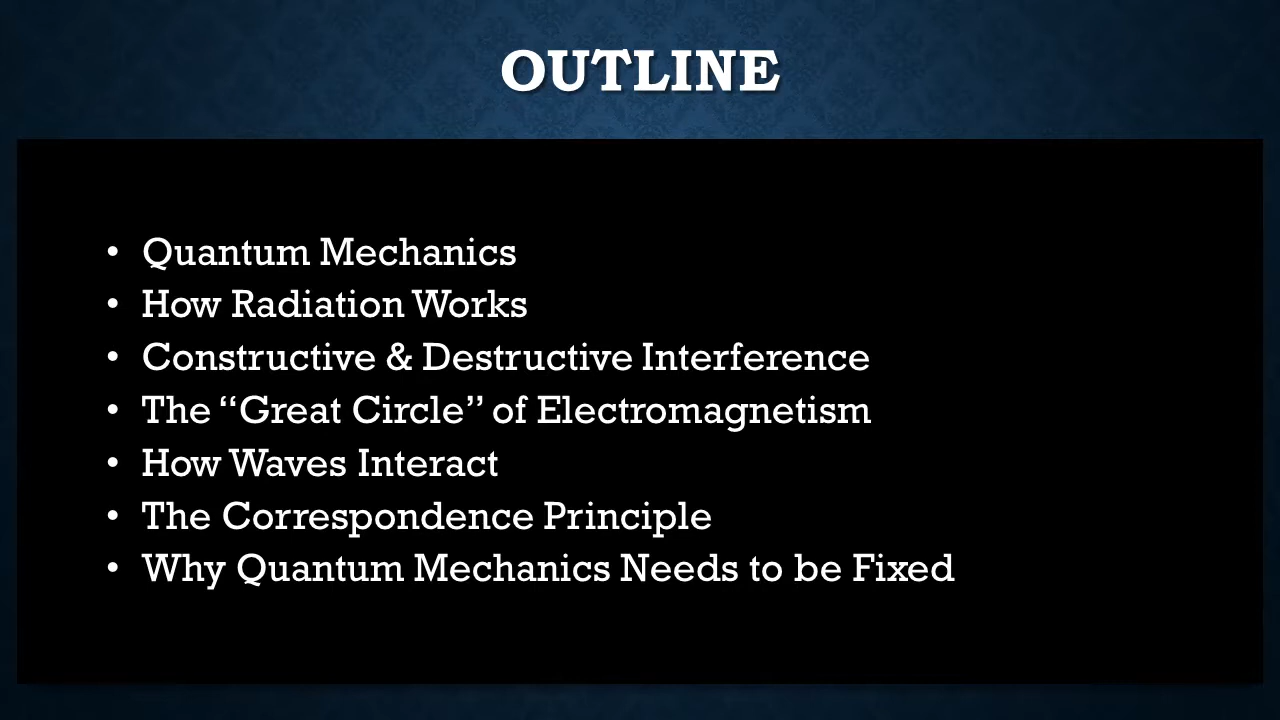 OUTLINE
• Quantum Mechanics
• How Radiation Works
• Constructive & Destructive Interference
• The “Great Circle” of Electromagnetism
• How Waves Interact
• The Correspondence Principle
• Why Quantum Mechanics Needs to be Fixed